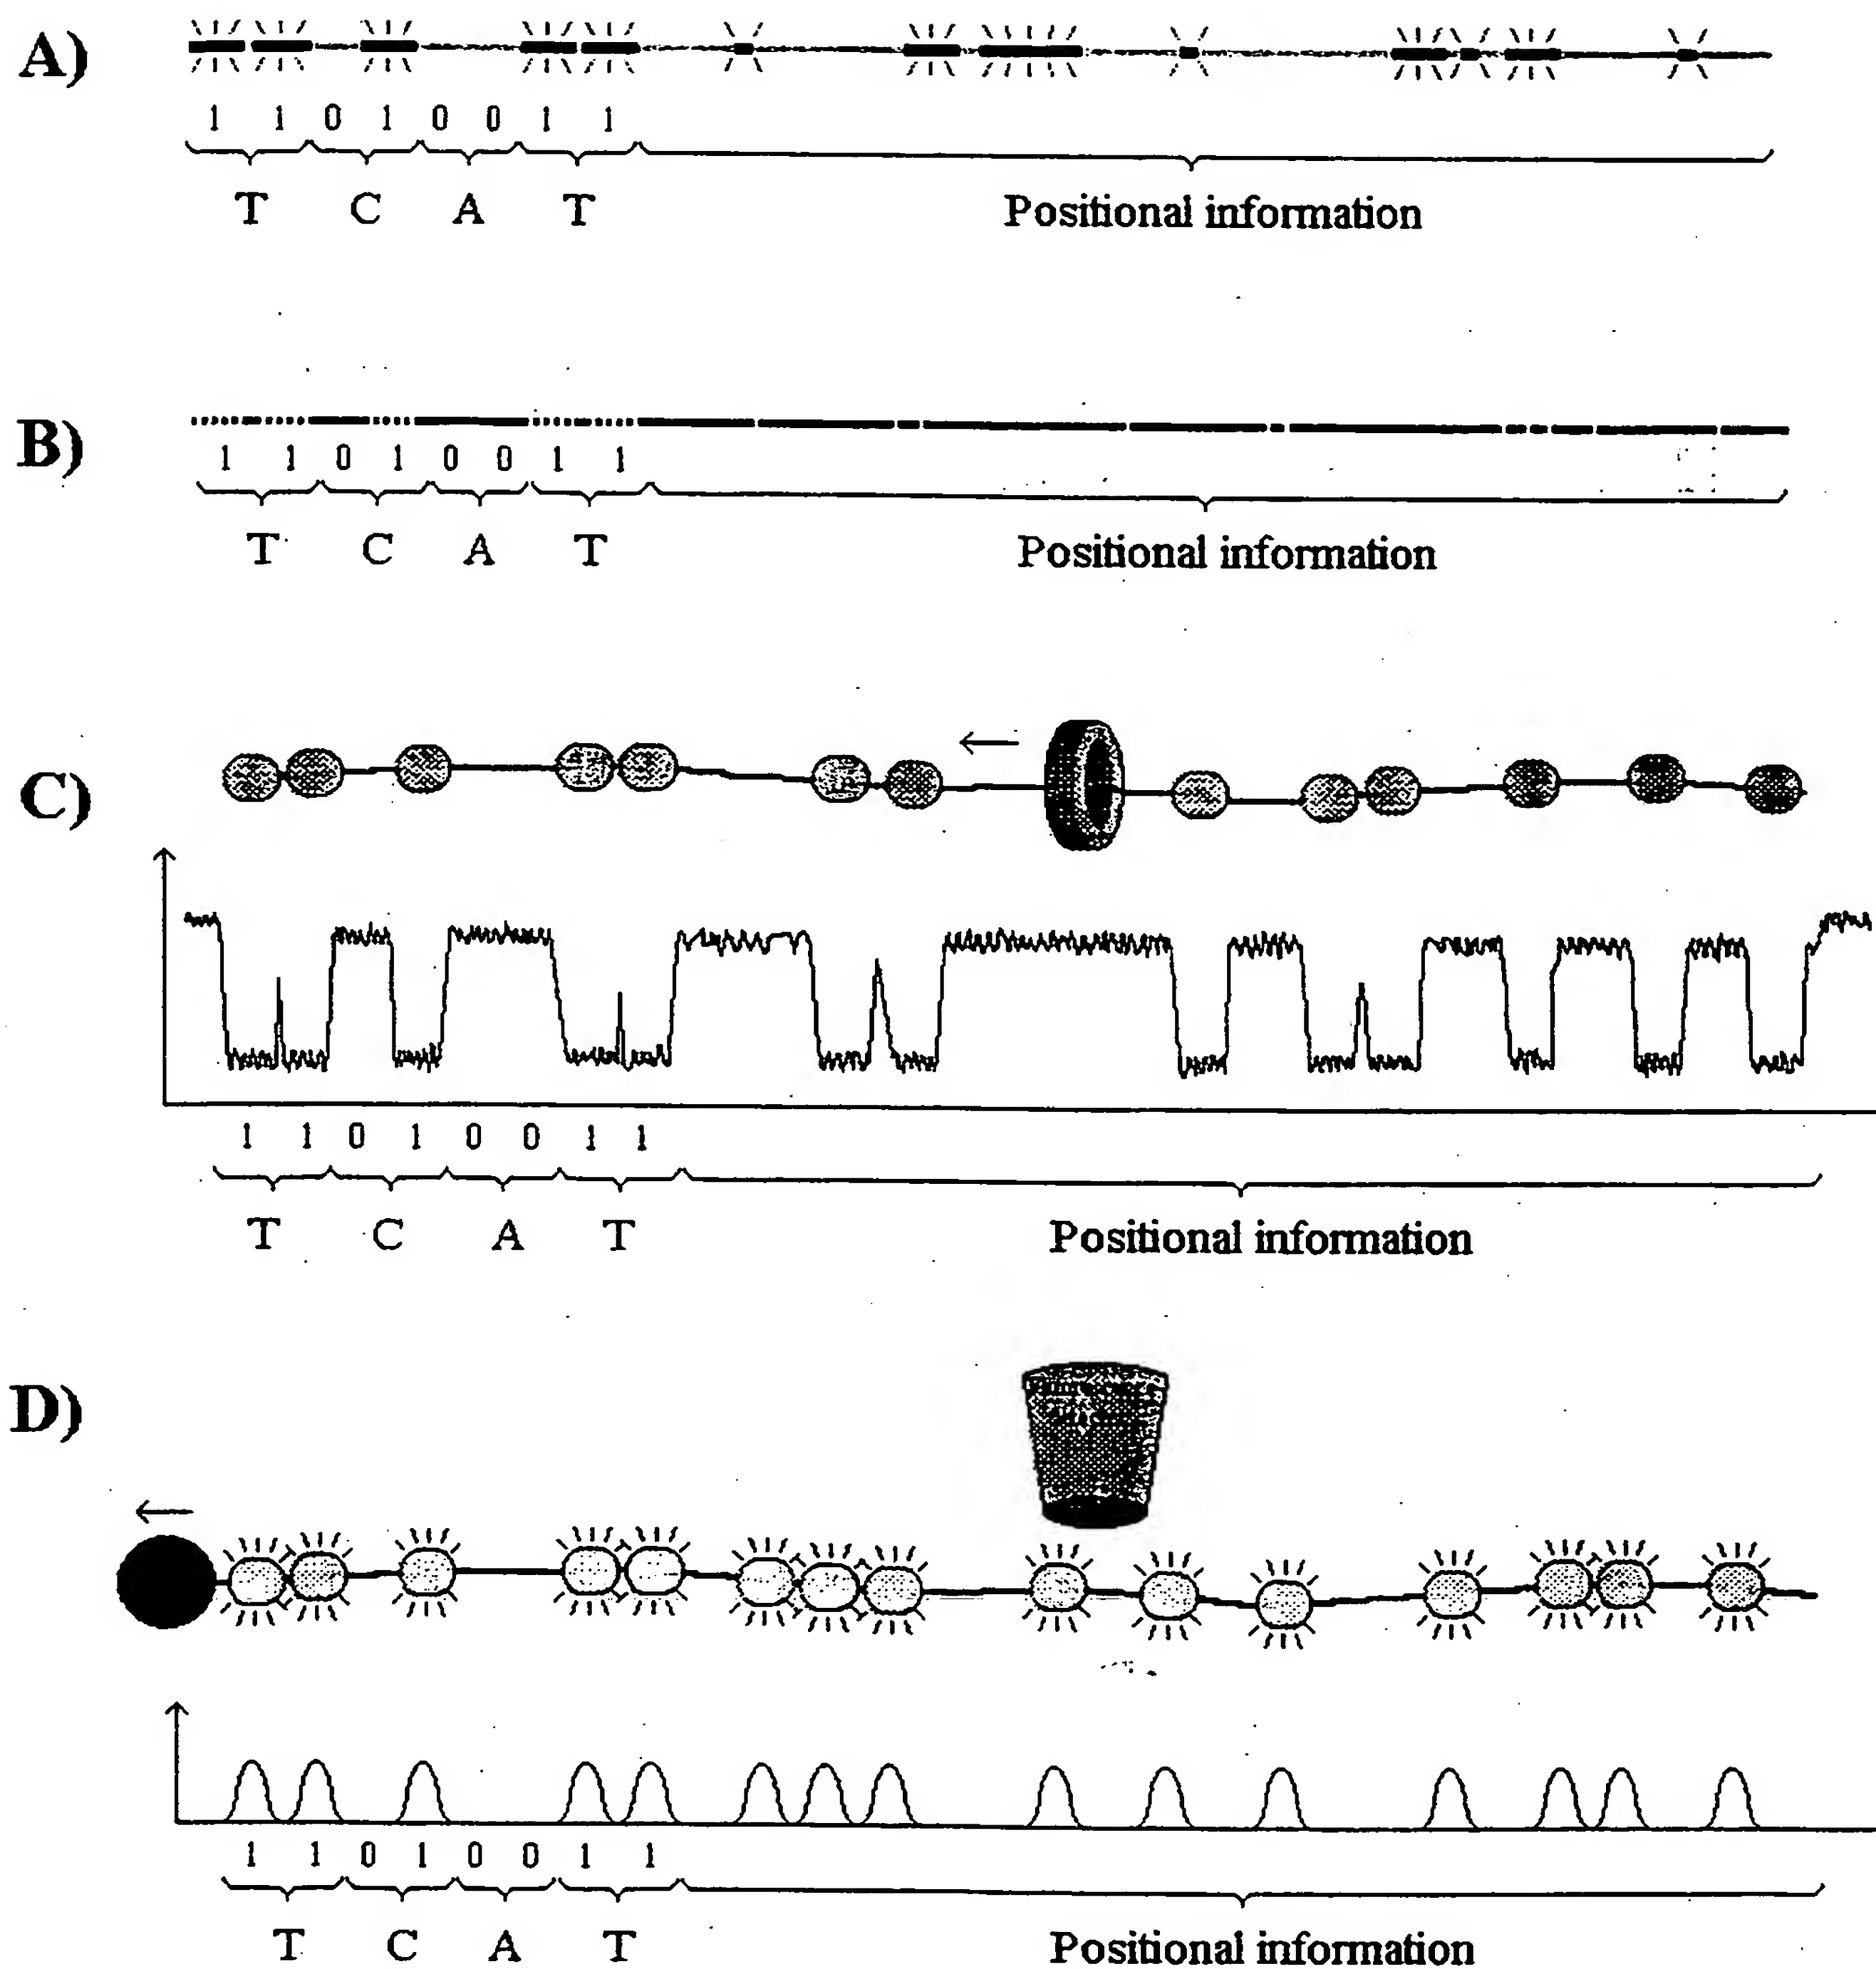 A)
1 1 0 1 0 0 1 1
T C A T Positional information
B)
1 1 0 1 0 0 1 1
T C A T Positional information
C)
1 1 0 1 0 0 1 1
T C A T Positional information
D)
1 1 0 1 0 0 1 1
T C A T Positional information